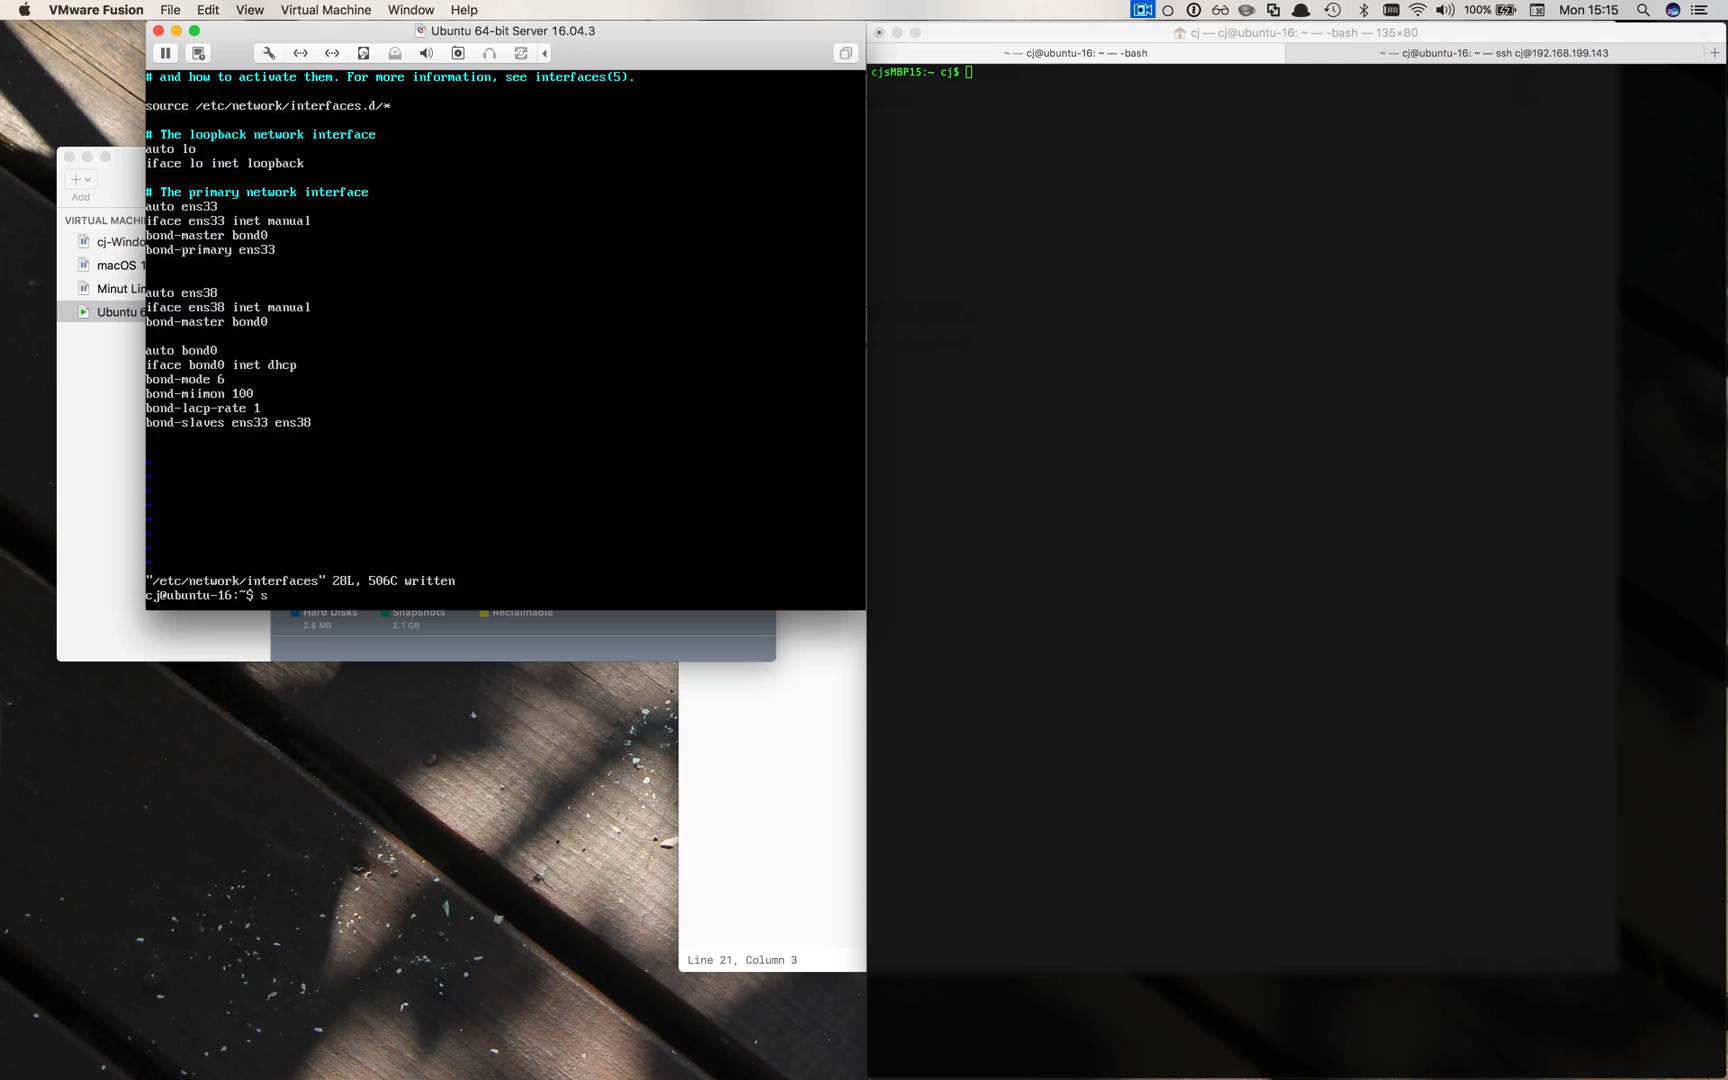 VMware Fusion File Edit View Virtual Machine Window Help
100% Mon 15:15
Ubuntu 64-bit Server 16.04.3
cj — cj@ubuntu-16: ~ — -bash — 135×80
~ — cj@ubuntu-16: ~ — -bash
~ — cj@ubuntu-16: ~ — ssh cj@192.168.199.143
Add
VIRTUAL MACHI
cj-Windo
macOS 1
Minut Lin
Ubuntu 6
# and how to activate them. For more information, see interfaces(5).
source /etc/network/interfaces.d/*
# The loopback network interface
auto lo
iface lo inet loopback
# The primary network interface
auto ens33
iface ens33 inet manual
bond-master bond0
bond-primary ens33
auto ens38
iface ens38 inet manual
bond-master bond0
auto bond0
iface bond0 inet dhcp
bond-mode 6
bond-miimon 100
bond-lacp-rate 1
bond-slaves ens33 ens38
~
~
~
~
~
~
~
~
"/etc/network/interfaces" 28L, 506C written
cj@ubuntu-16:~$ s
Hard Disks Snapshots Reclaimable
2.6 MB 2.1 GB
Line 21, Column 3
cjsMBP15:~ cj$